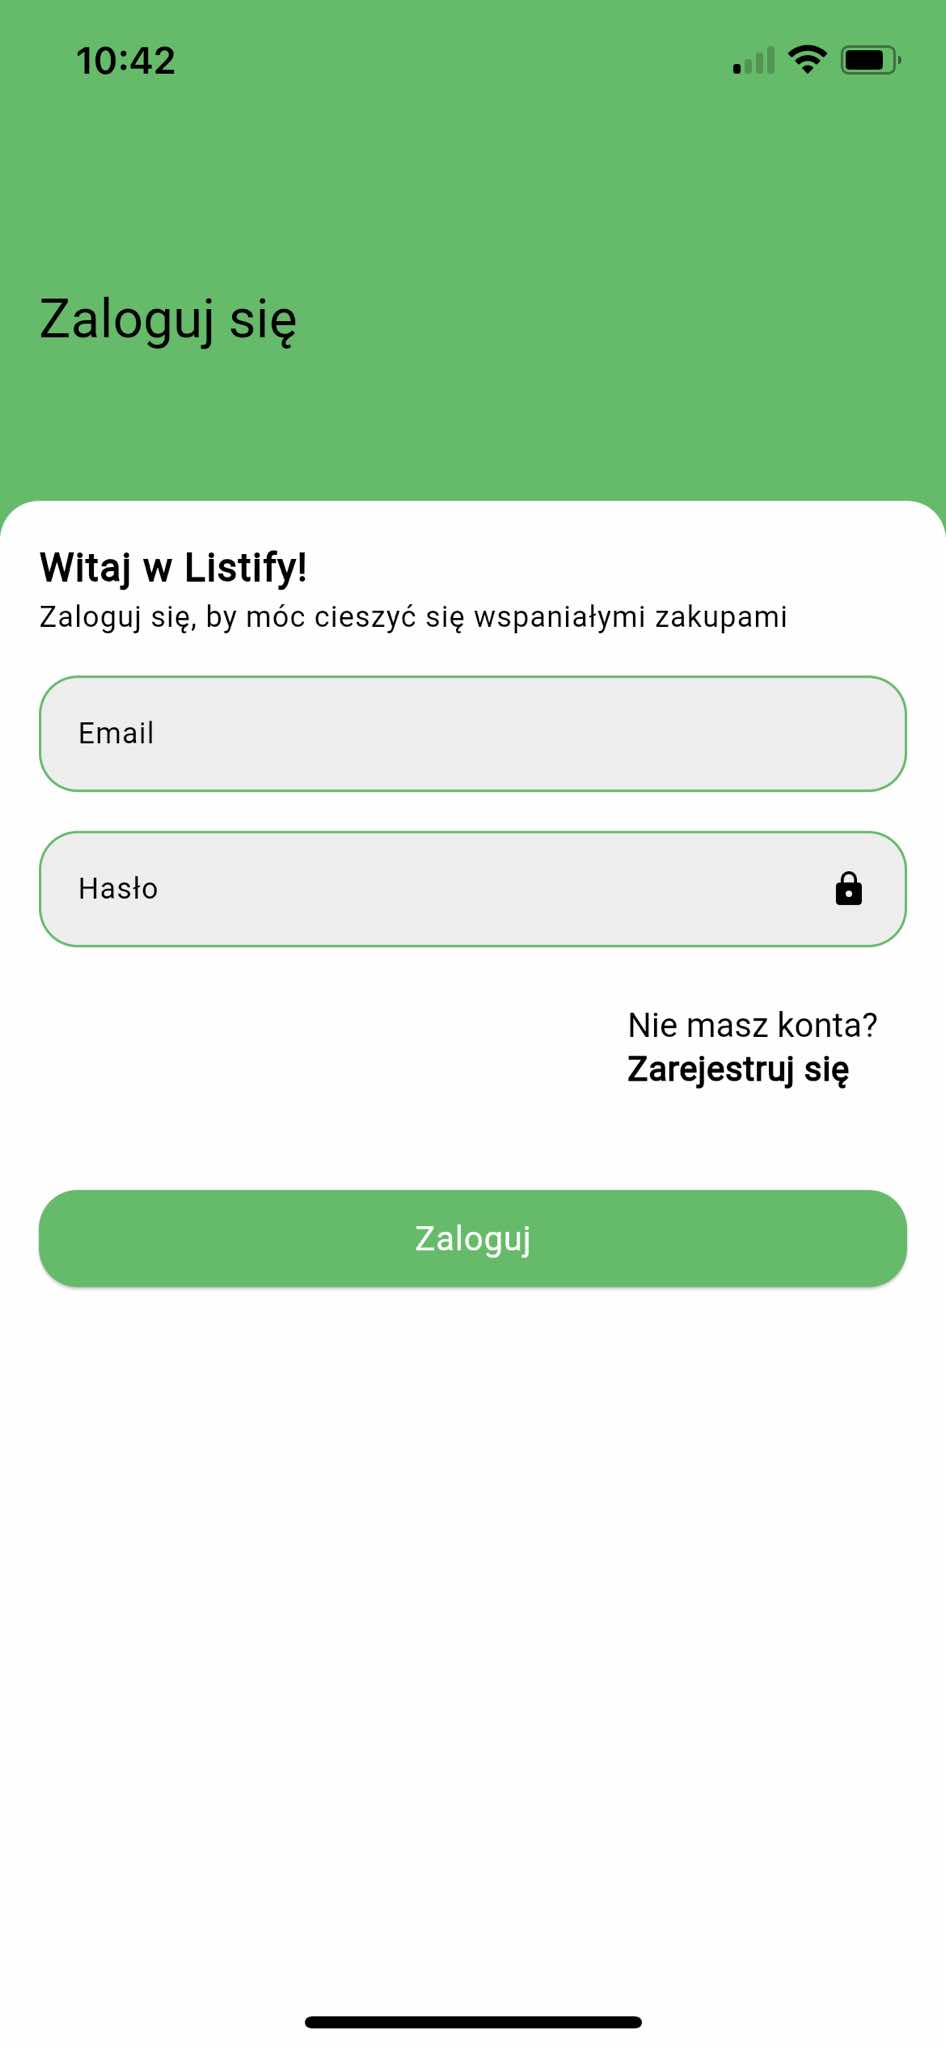 10:42
Zaloguj się
Witaj w Listify!
Zaloguj się, by móc cieszyć się wspaniałymi zakupami
Email
Hasło
Nie masz konta?
Zarejestruj się
Zaloguj